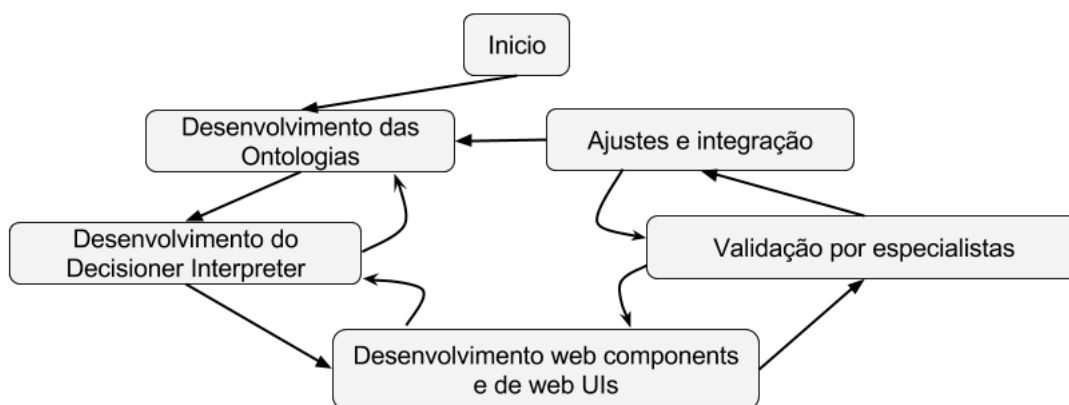 Inicio
Desenvolvimento das
Ontologias
Ajustes e integração
Desenvolvimento do
Decisioner Interpreter
Validação por especialistas
Desenvolvimento web components
e de web UIs